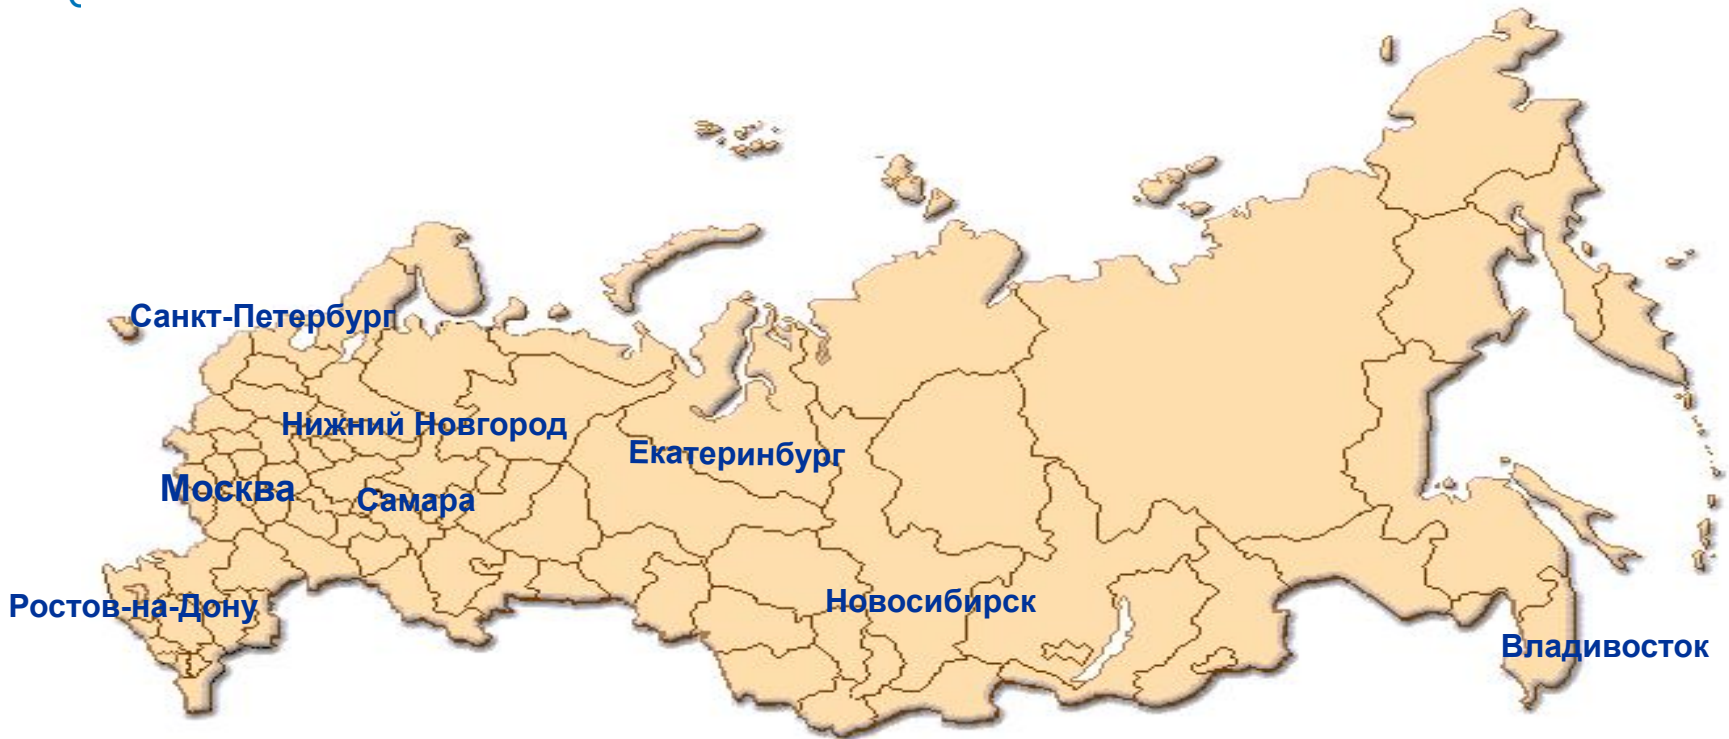 Санкт-Петербург
Нижний Новгород
Екатеринбург
Москва
Самара
Новосибирск
Ростов-на-Дону
Владивосток